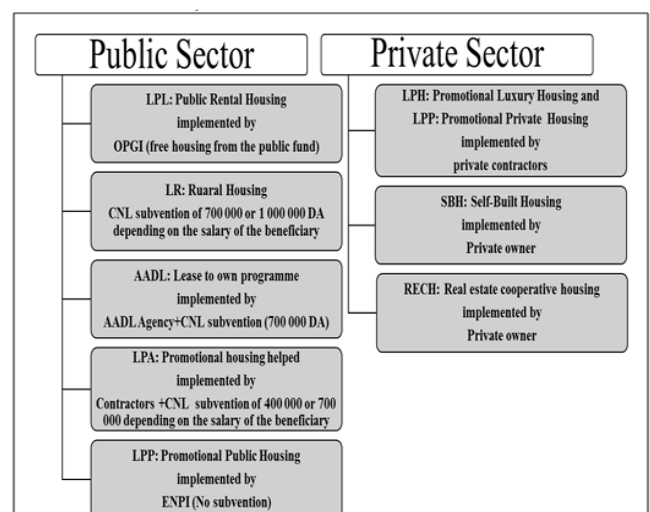 Public Sector
LPL: Public Rental Housing
implemented by
OPGI (free housing from the public fund)
LR: Ruaral Housing
CNL subvention of 700 000 or 1 000 000 DA
depending on the salary of the beneficiary
AADL: Lease to own programme
implemented by
AADL Agency+CNL subvention (700 000 DA)
LPA: Promotional housing helped
implemented by
Contractors +CNL subvention of 400 000 or 700
000 depending on the salary of the beneficiary
LPP: Promotional Public Housing
implemented by
ENPI (No subvention)
Private Sector
LPH: Promotional Luxury Housing and
LPP: Promotional Private Housing
implemented by
private contractors
SBH: Self-Built Housing
implemented by
Private owner
RECH: Real estate cooperative housing
implemented by
Private owner